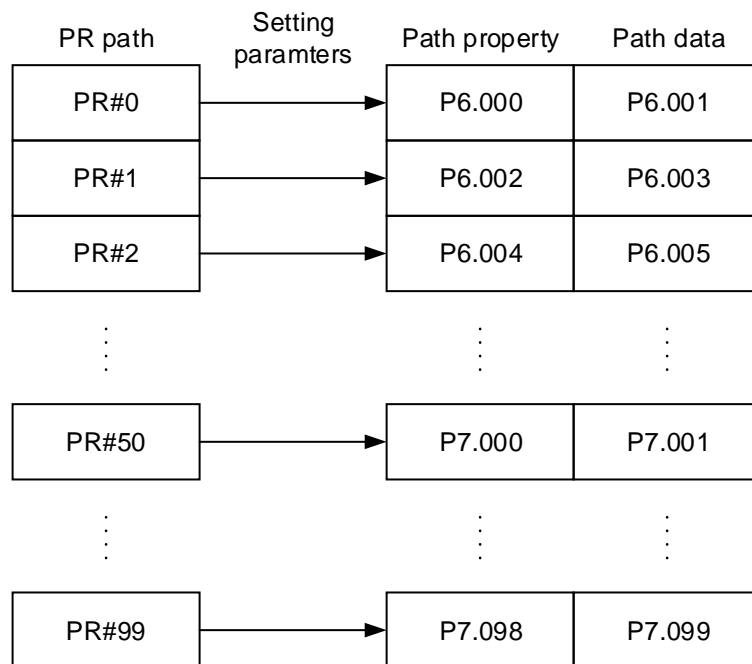 PR path
Setting
paramters
Path property
Path data
PR#0
P6.000
P6.001
PR#1
P6.002
P6.003
PR#2
P6.004
P6.005
PR#50
P7.000
P7.001
PR#99
P7.098
P7.099